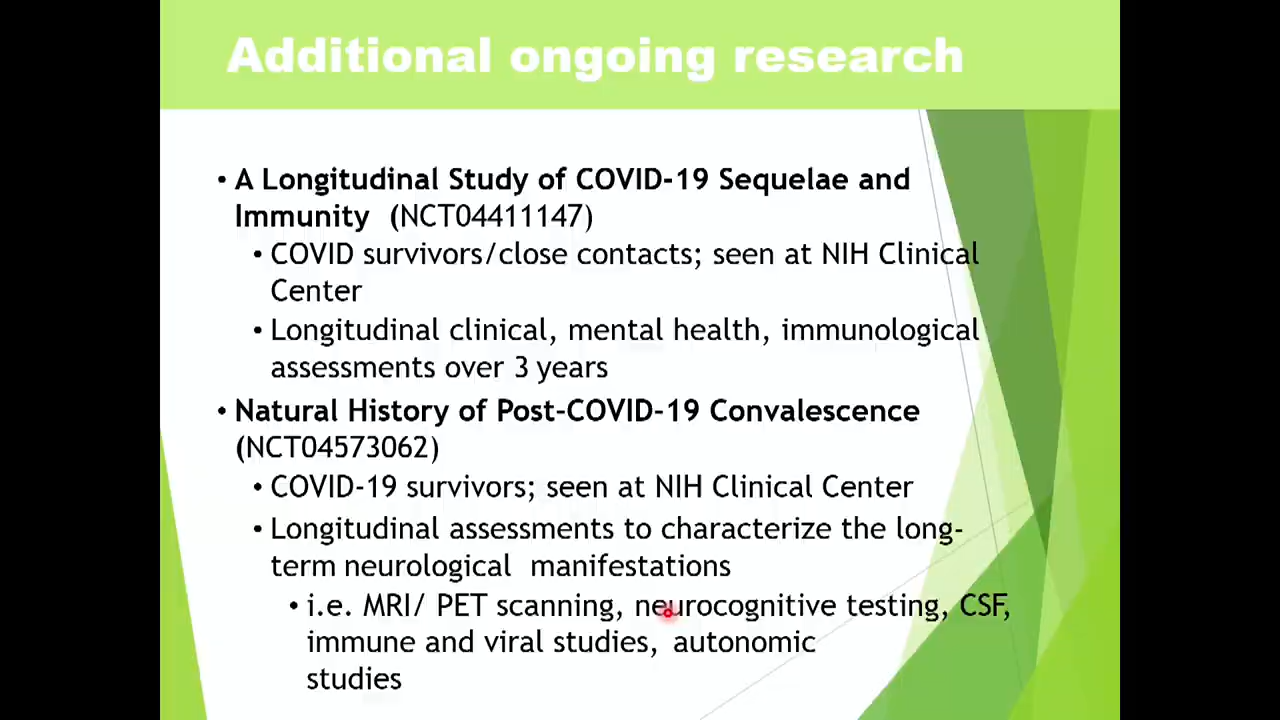 Additional ongoing research
• A Longitudinal Study of COVID-19 Sequelae and
Immunity (NCT04411147)
• COVID survivors/close contacts; seen at NIH Clinical
Center
• Longitudinal clinical, mental health, immunological
assessments over 3 years
• Natural History of Post-COVID-19 Convalescence
(NCT04573062)
• COVID-19 survivors; seen at NIH Clinical Center
• Longitudinal assessments to characterize the long-
term neurological manifestations
• i.e. MRI/ PET scanning, neurocognitive testing, CSF,
immune and viral studies, autonomic
studies